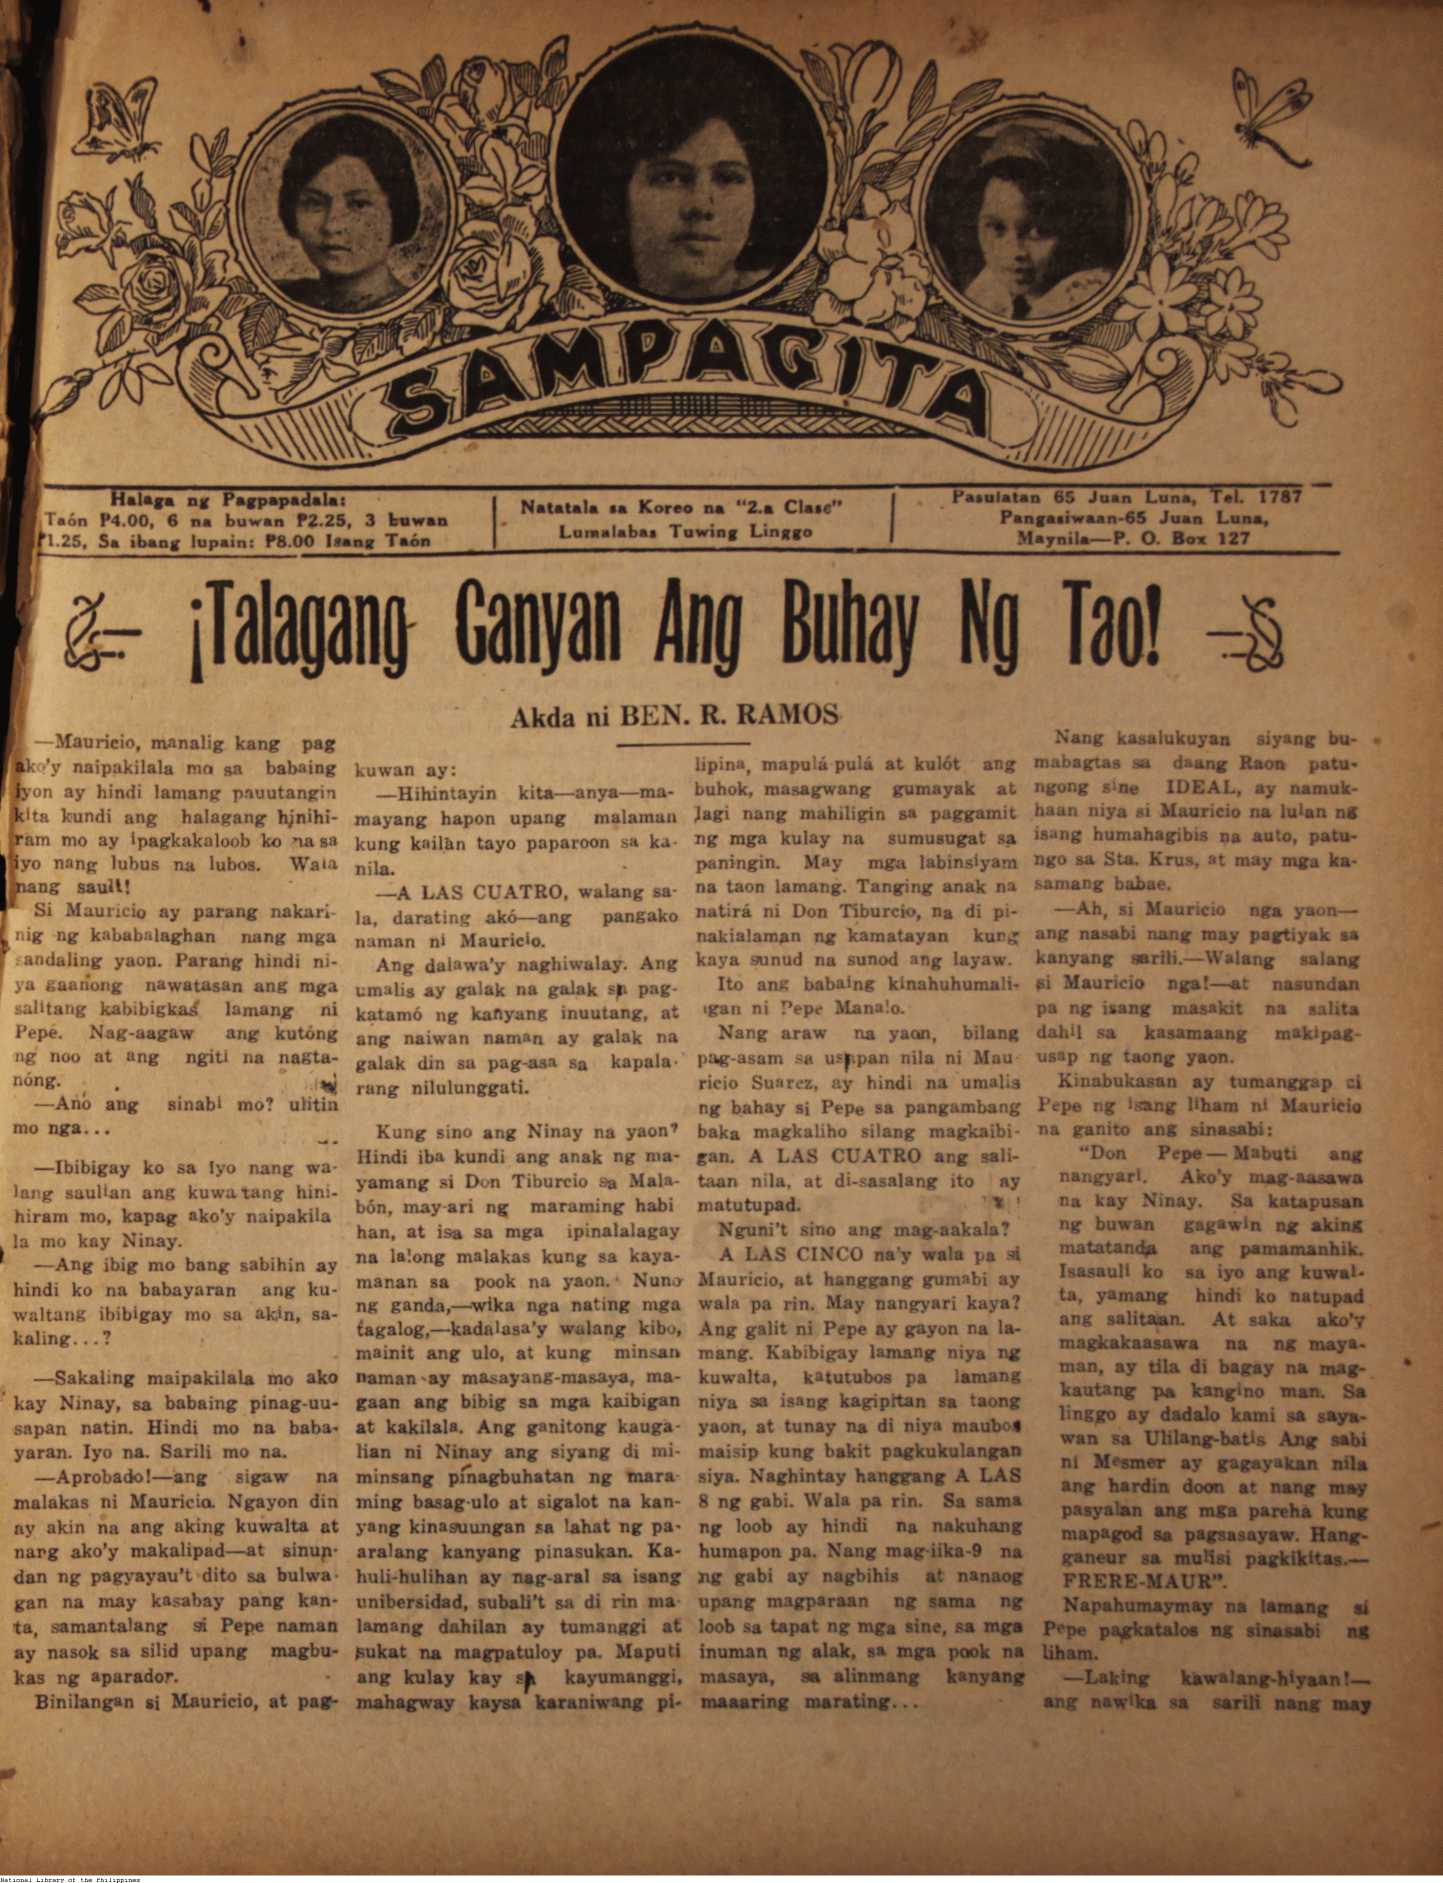 SAMPAGITA
Halaga ng Pagpapadala:
Taón ₱4.00, 6 na buwan ₱2.25, 3 buwan
₱1.25, Sa ibang lupain: ₱8.00 Isang Taón
Natatala sa Koreo na "2.a Clase"
Lumalabas Tuwing Linggo
Pasulatan 65 Juan Luna, Tel. 1787
Pangasiwaan-65 Juan Luna,
Maynila—P. O. Box 127
¡Talagang Ganyan Ang Buhay Ng Tao!
Akda ni BEN. R. RAMOS
—Mauricio, manalig kang pag
ako'y naipakilala mo sa babaing
iyon ay hindi lamang pauutangin
kita kundi ang halagang hinihi-
ram mo ay ipagkakaloob ko na sa
iyo nang lubus na lubos. Wala
nang sault!
Si Mauricio ay parang nakari-
nig ng kababalaghan nang mga
sandaling yaon. Parang hindi ni-
ya gaanong nawatasan ang mga
salitang kabibigkas lamang ni
Pepe. Nag-aagaw ang kutóng
ng noo at ang ngiti na nagta-
nóng.
—Ano ang sinabi mo? ulitin
mo nga...
—Ibibigay ko sa iyo nang wa-
lang saulian ang kuwatang hini-
hiram mo, kapag ako'y naipakila
la mo kay Ninay.
—Ang ibig mo bang sabihin ay
hindi ko na babayaran ang ku-
waltang ibibigay mo sa akin, sa-
kaling...?
—Sakaling maipakilala mo ako
kay Ninay, sa babaing pinag-uu-
sapan natin. Hindi mo na baba-
yaran. Iyo na. Sarili mo na.
—Aprobado!—ang sigaw na
malakas ni Mauricio. Ngayon din
ay akin na ang aking kuwalta at
nang ako'y makalipad—at sinun-
dan ng pagyayau't dito sa bulwa-
gan na may kasabay pang kan-
ta, samantalang si Pepe naman
ay nasok sa silid upang magbu-
kas ng aparador.
Binilangan si Mauricio, at pag-
kuwan ay:
—Hihintayin kita—anya—ma-
mayang hapon upang malaman
kung kailan tayo paparoon sa ka-
nila.
—A LAS CUATRO, walang sa-
la, darating akó—ang pangako
naman ni Mauricio.
Ang dalawa'y naghiwalay. Ang
umalis ay galak na galak sa pag-
katamó ng kanyang inuutang, at
ang naiwan naman ay galak na
galak din sa pag-asa sa kapala-
rang nilulunggati.
Kung sino ang Ninay na yaon?
Hindi iba kundi ang anak ng ma-
yamang si Don Tiburcio sa Mala-
bón, may-ari ng maraming habi
han, at isa sa mga ipinalalagay
na lalong malakas kung sa kaya-
manan sa pook na yaon. Nuno
ng ganda,—wika nga nating mga
tagalog,—kadalasa'y walang kibo,
mainit ang ulo, at kung minsan
naman ay masayang-masaya, ma-
gaan ang bibig sa mga kaibigan
at kakilala. Ang ganitong kauga-
lian ni Ninay ang siyang di mi-
minsang pinagbuhatan ng mara-
ming basag-ulo at sigalot na kan-
yang kinasuungan sa lahat ng pa-
aralang kanyang pinasukan. Ka-
huli-hulihan ay nag-aral sa isang
unibersidad, subali't sa di rin ma-
lamang dahilan ay tumanggi at
sukat na magpatuloy pa. Maputi
ang kulay kay sa kayumanggi,
mahagway kaysa karaniwang pi-
lipina, mapulá-pulá at kulót ang
buhok, masagwang gumayak at
lagi nang mahiligin sa paggamit
ng mga kulay na sumusugat sa
paningin. May mga labinsiyam
na taon lamang. Tanging anak na
natirá ni Don Tiburcio, na di pi-
nakialaman ng kamatayan kung
kaya sunud na sunod ang layaw.
Ito ang babaing kinahuhumali-
ngan ni Pepe Manalo.
Nang araw na yaon, bilang
pag-asam sa usapan nila ni Mau-
ricio Suarez, ay hindi na umalis
ng bahay si Pepe sa pangambang
baka magkaliho silang magkaibi-
gan. A LAS CUATRO ang sali-
taan nila, at di-sasalang ito ay
matutupad.
Nguni't sino ang mag-aakala?
A LAS CINCO na'y wala pa si
Mauricio, at hanggang gumabi ay
wala pa rin. May nangyari kaya?
Ang galit ni Pepe ay gayon na la-
mang. Kabibigay lamang niya ng
kuwalta, katutubos pa lamang
niya sa isang kagipitan sa taong
yaon, at tunay na di niya maubos
maisip kung bakit pagkukulangan
siya. Naghintay hanggang A LAS
8 ng gabi. Wala pa rin. Sa sama
ng loob ay hindi na nakuhang
humapon pa. Nang mag-iika-9 na
ng gabi ay nagbihis at nanaog
upang magparaan ng sama ng
loob sa tapat ng mga sine, sa mga
inuman ng alak, sa mga pook na
masaya, sa alinmang kanyang
maaaring marating...
Nang kasalukuyan siyang bu-
mabagtas sa daang Raon patu-
ngong sine IDEAL, ay namuk-
haan niya si Mauricio na lulan ng
isang humahagibis na auto, patu-
ngo sa Sta. Krus, at may mga ka-
samang babae.
—Ah, si Mauricio nga yaon—
ang nasabi nang may pagtiyak sa
kanyang sarili.—Walang salang
si Mauricio nga!—at nasundan
pa ng isang masakit na salita
dahil sa kasamaang makipag-
usap ng taong yaon.
Kinabukasan ay tumanggap ci
Pepe ng isang liham ni Mauricio
na ganito ang sinasabi:
"Don Pepe—Mabuti ang
nangyari. Ako'y mag-aasawa
na kay Ninay. Sa katapusan
ng buwan gagawin ng aking
matatanda ang pamamanhik.
Isasauli ko sa iyo ang kuwal-
ta, yamang hindi ko natupad
ang salitaan. At saka ako'y
magkakaasawa na ng maya-
man, ay tila di bagay na mag-
kautang pa kangino man. Sa
linggo ay dadalo kami sa saya-
wan sa Ulilang-batis Ang sabi
ni Mesmer ay gagayakan nila
ang hardin doon at nang may
pasyalan ang mga pareha kung
mapagod sa pagsasayaw. Hang-
ganeur sa mulisi pagkikitas.—
FRERE-MAUR".
Napahumaymay na lamang si
Pepe pagkatalos ng sinasabi ng
liham.
—Laking kawalang-hiyaan!—
ang nawika sa sarili nang may
National Library of the Philippines